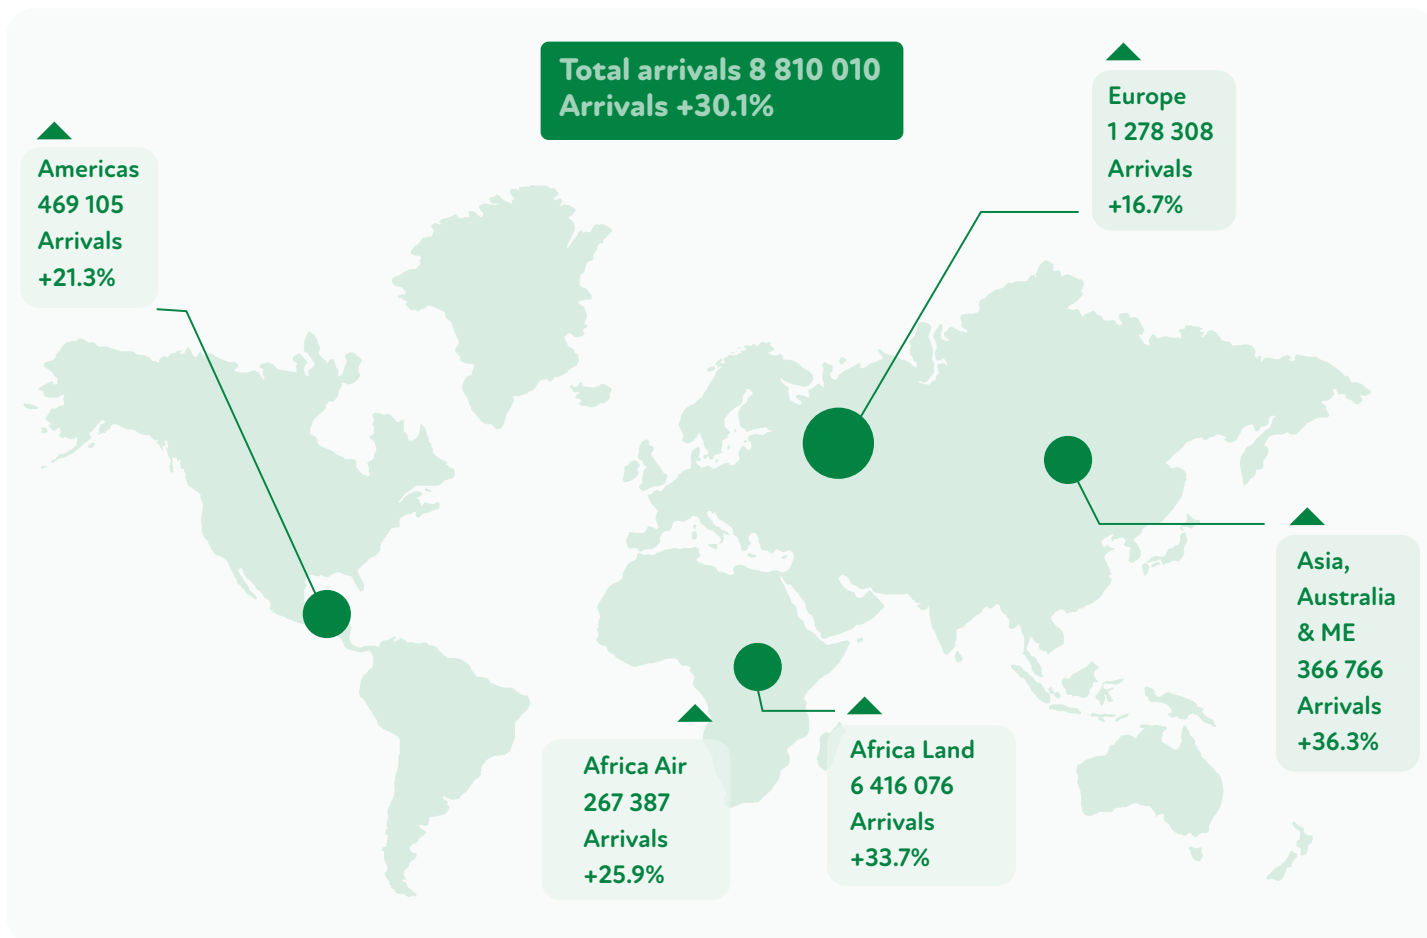 Total arrivals 8 810 010
Arrivals +30.1%
Europe
1 278 308
Arrivals
+16.7%
Americas
469 105
Arrivals
+21.3%
Asia,
Australia
& ME
366 766
Arrivals
+36.3%
Africa Air
267 387
Arrivals
+25.9%
Africa Land
6 416 076
Arrivals
+33.7%